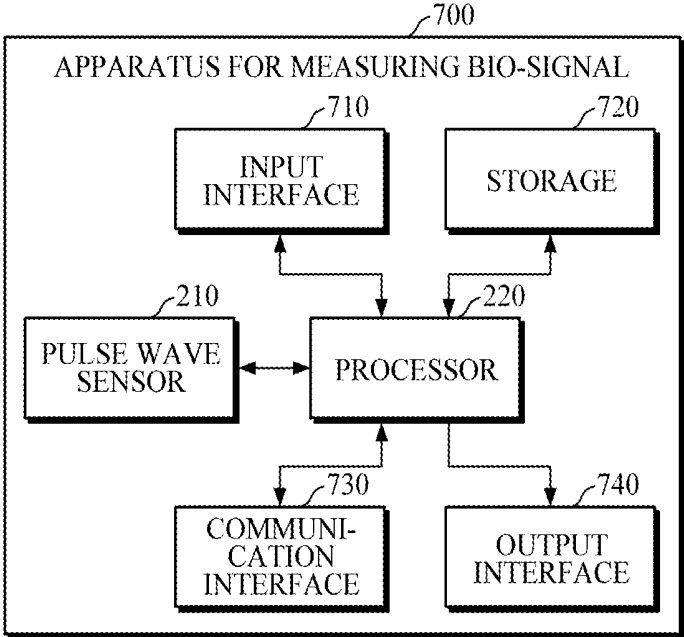 700
APPARATUS FOR MEASURING BIO-SIGNAL
710
INPUT
INTERFACE
720
STORAGE
210
PULSE WAVE
SENSOR
220
PROCESSOR
730
COMMUNI-
CATION
INTERFACE
740
OUTPUT
INTERFACE